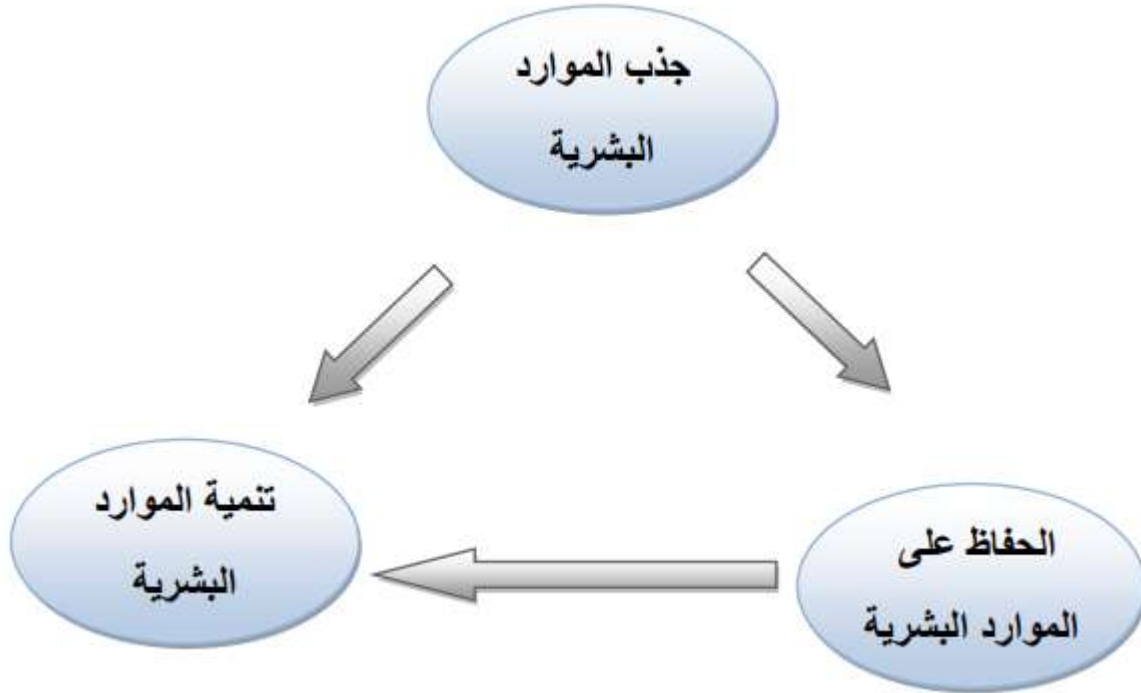 جذب الموارد
البشرية
تنمية الموارد
البشرية
الحفاظ على
الموارد البشرية